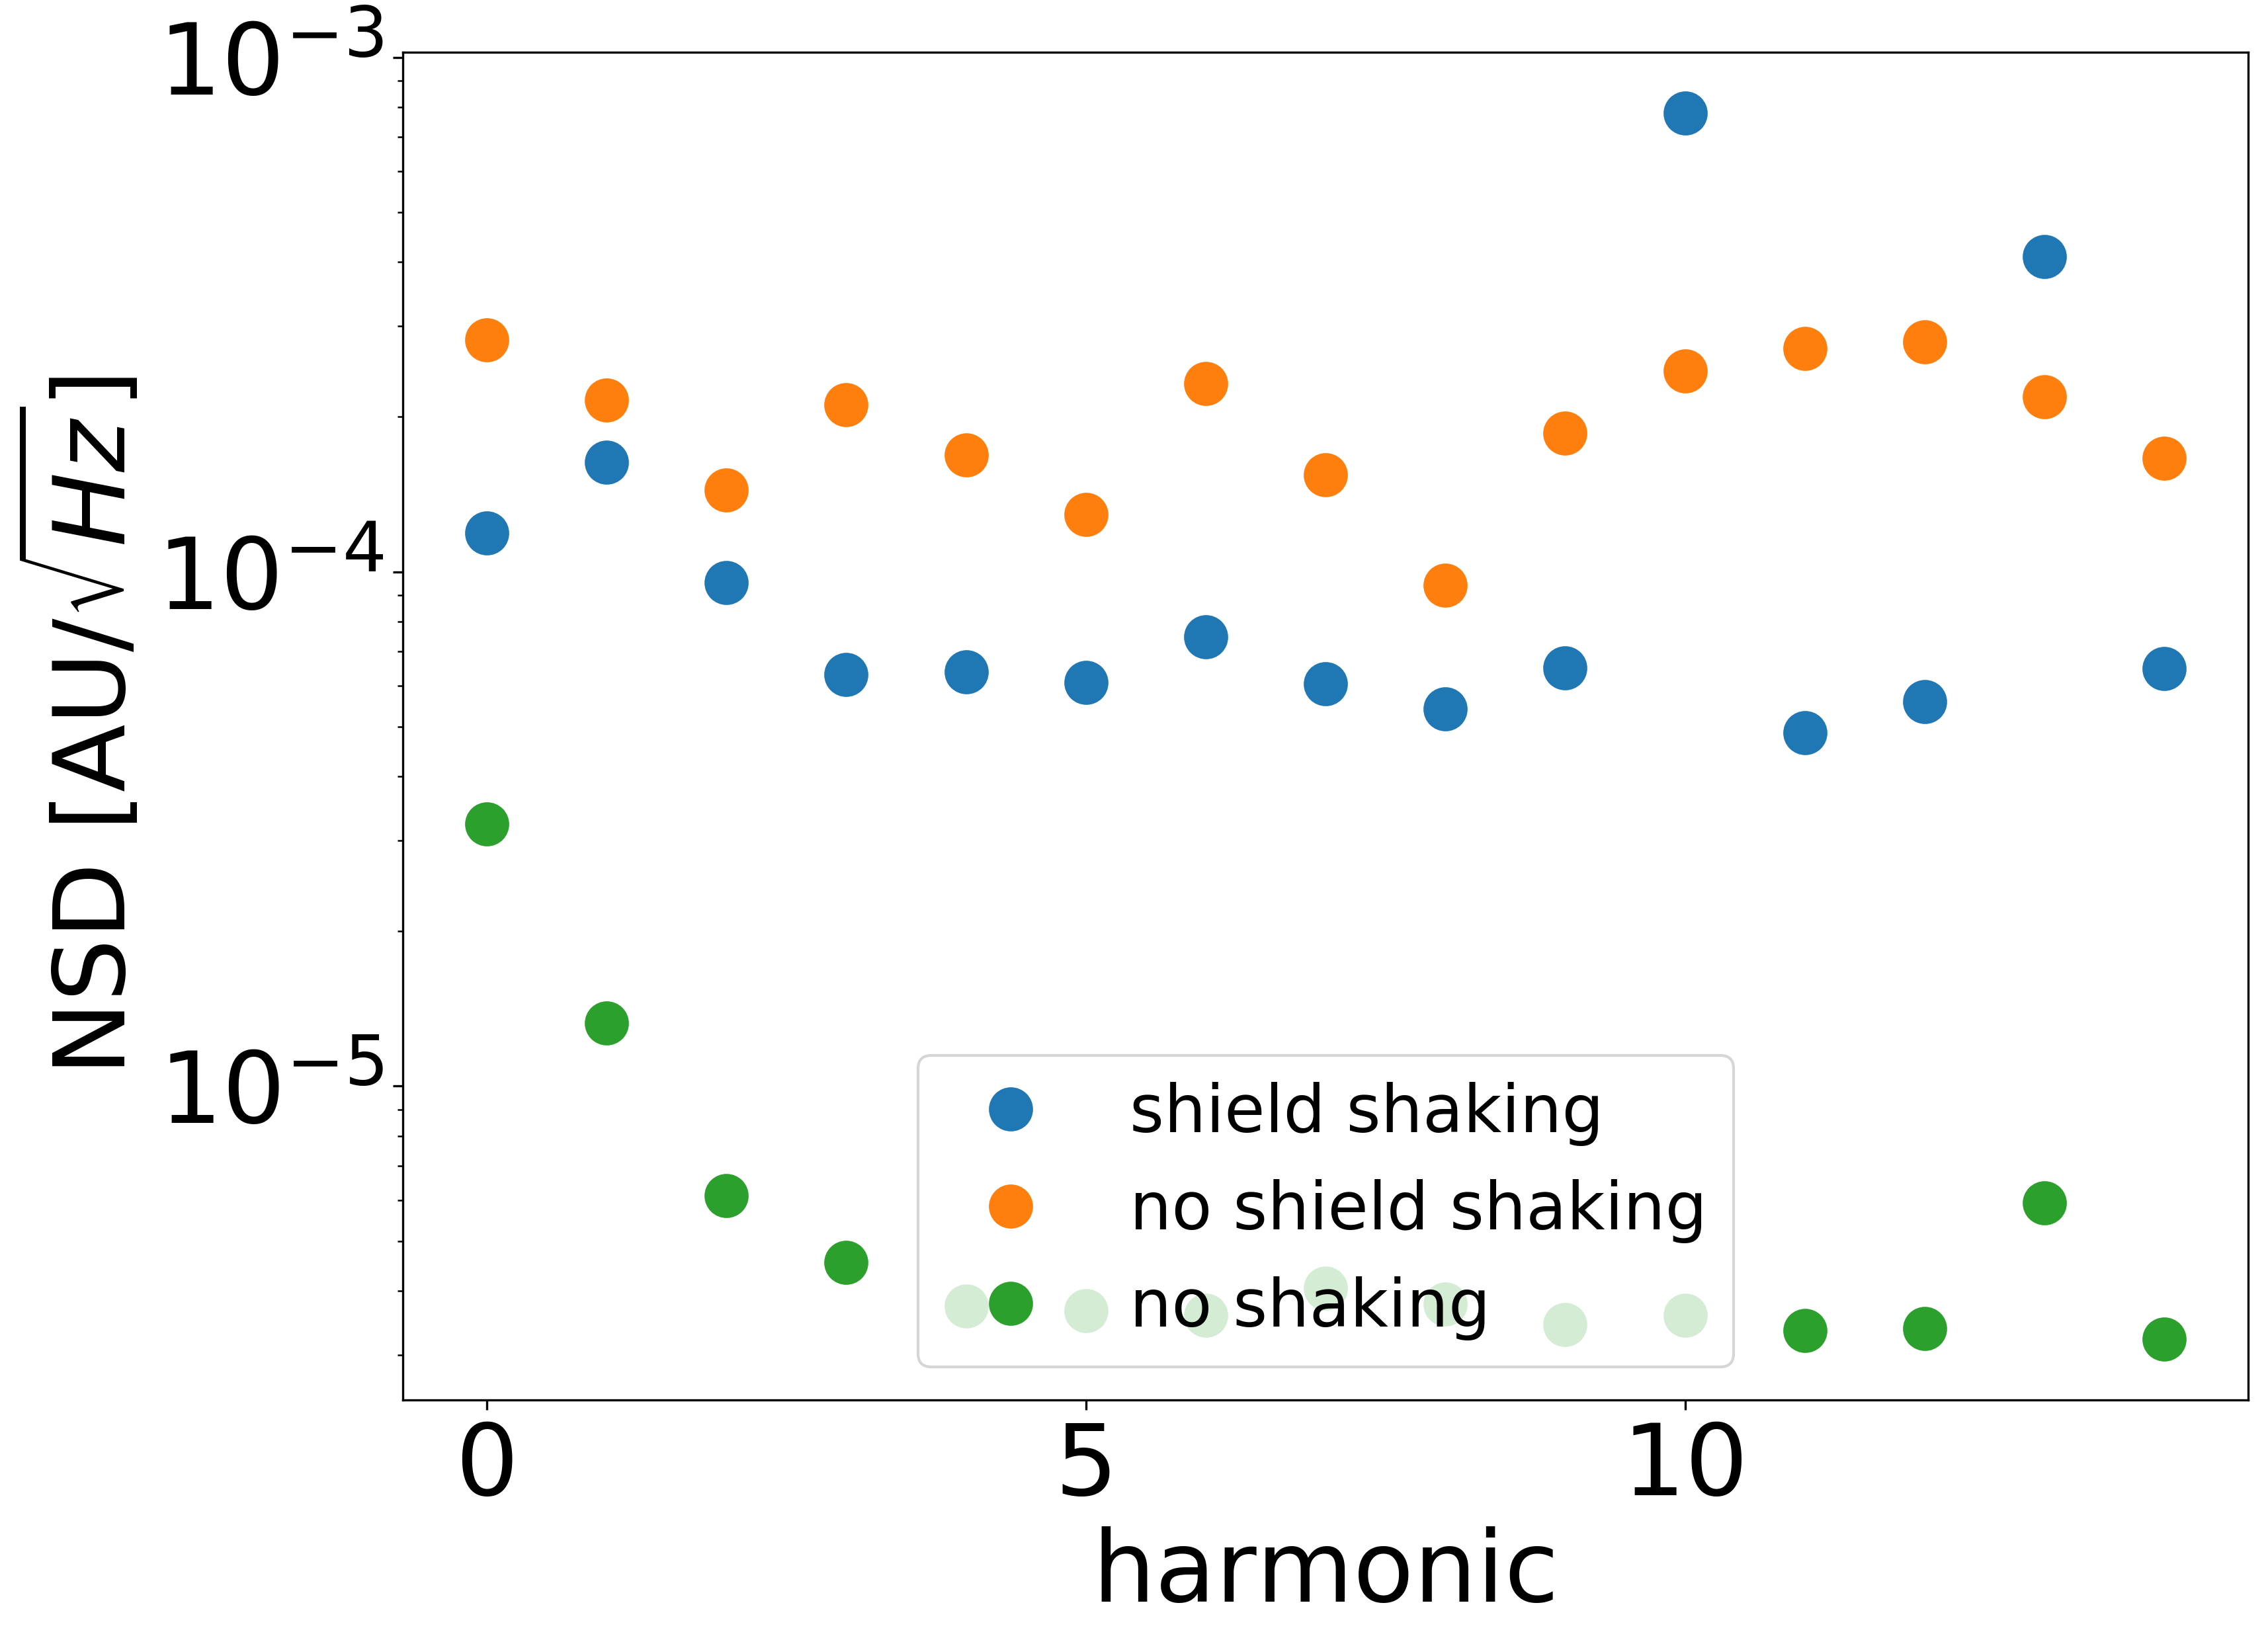 10⁻³
10⁻⁴
10⁻⁵
NSD [AU/√Hz]
shield shaking
no shield shaking
no shaking
0 5 10
harmonic